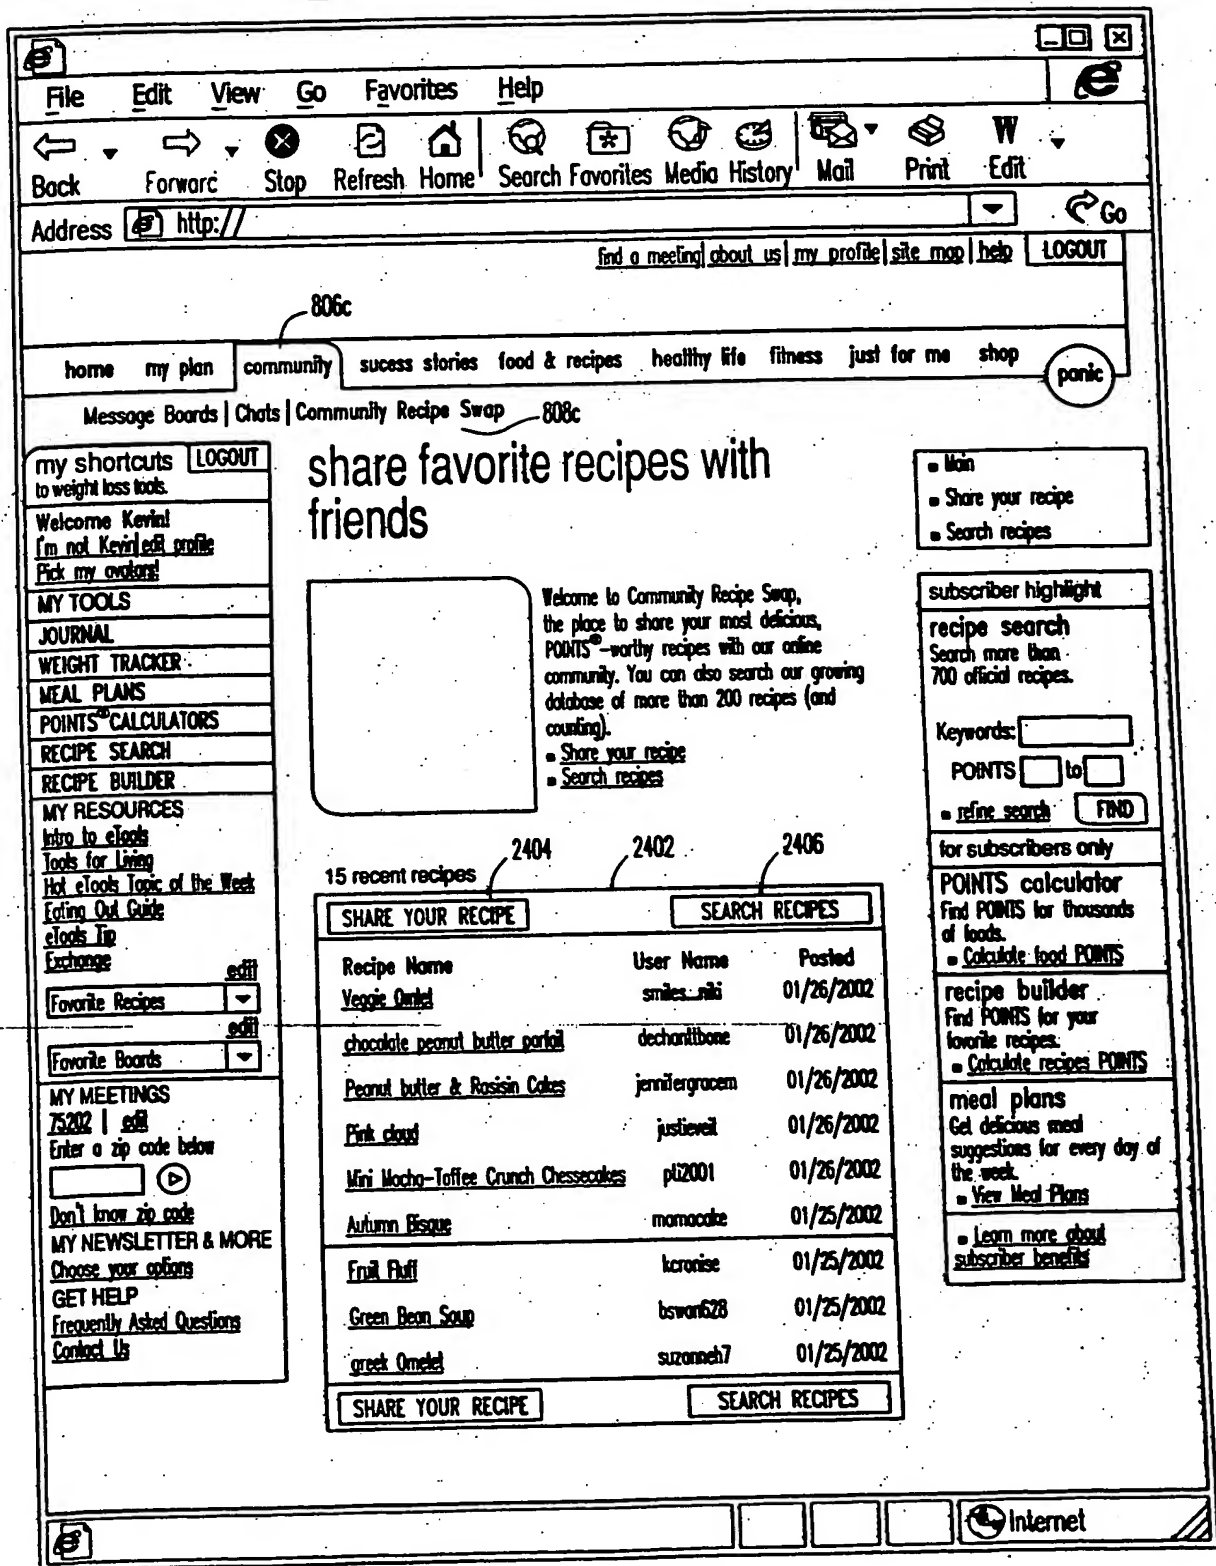 File Edit View Go Favorites Help
Back Forward Stop Refresh Home Search Favorites Media History Mail Print Edit
Address http:// Go
find a meeting | about us | my profile | site map | help LOGOUT
806c
home my plan community sucess stories food & recipes healthy life fitness just for me shop panic
Message Boards | Chats | Community Recipe Swap 808c
my shortcuts LOGOUT
to weight loss tools.
Welcome Kevin!
I'm not Kevin | edit profile
Pick my avatars!
MY TOOLS
JOURNAL
WEIGHT TRACKER
MEAL PLANS
POINTS® CALCULATORS
RECIPE SEARCH
RECIPE BUILDER
MY RESOURCES
Intro to eTools
Tools for Living
Hot eTools Topic of the Week
Eating Out Guide
eTools Tip
Exchange
edit
Favorite Recipes
edit
Favorite Boards
MY MEETINGS
75202 | edit
Enter a zip code below
Don't know zip code
MY NEWSLETTER & MORE
Choose your options
GET HELP
Frequently Asked Questions
Contact Us
share favorite recipes with
friends
Welcome to Community Recipe Swap,
the place to share your most delicious,
POINTS®-worthy recipes with our online
community. You can also search our growing
database of more than 200 recipes (and
counting).
Share your recipe
Search recipes
2404 2402 2406
15 recent recipes
SHARE YOUR RECIPE SEARCH RECIPES
Recipe Name User Name Posted
Veggie Omlet smiles_niki 01/26/2002
chocolate peanut butter parfait dechanttbone 01/26/2002
Peanut butter & Rasisin Cakes jennifergracem 01/26/2002
Pink cloud justieveil 01/26/2002
Mini Mocha-Toffee Crunch Chessecakes pti2001 01/26/2002
Autumn Bisque mamacake 01/25/2002
Fruit Fluff kcronise 01/25/2002
Green Bean Soup bswan628 01/25/2002
greek Omelet suzanneh7 01/25/2002
SHARE YOUR RECIPE SEARCH RECIPES
Main
Share your recipe
Search recipes
subscriber highlight
recipe search
Search more than
700 official recipes.
Keywords:
POINTS to
refine search FIND
for subscribers only
POINTS calculator
Find POINTS for thousands
of foods.
Calculate food POINTS
recipe builder
Find POINTS for your
favorite recipes.
Calculate recipes POINTS
meal plans
Get delicious meal
suggestions for every day of
the week.
View Meal Plans
Learn more about
subscriber benefits
Internet